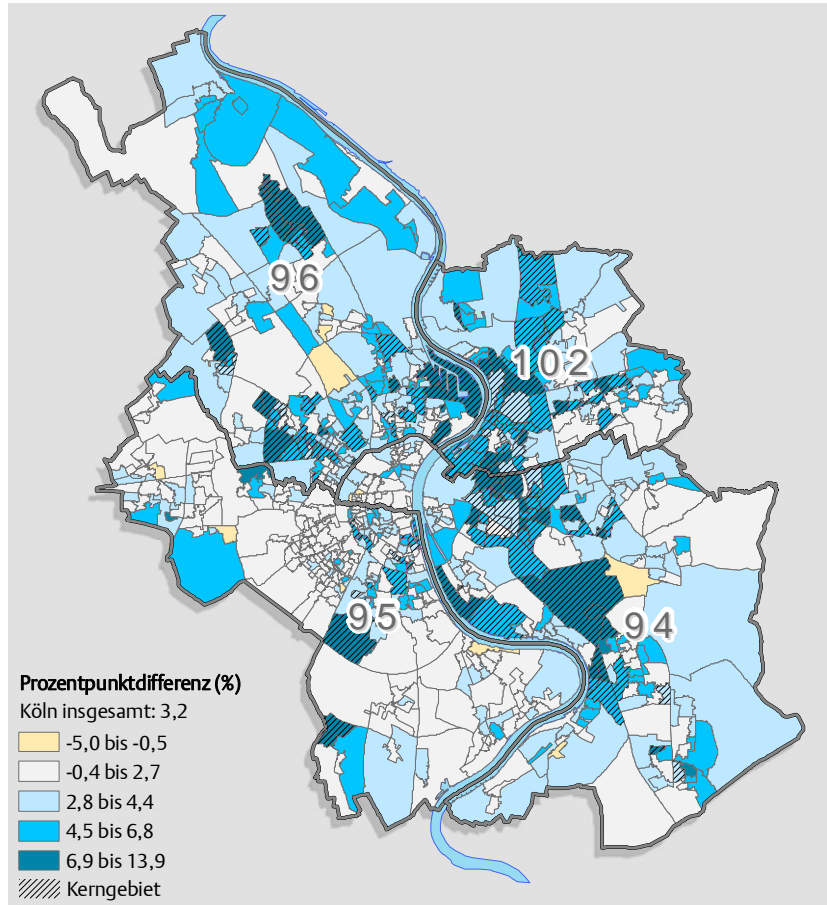 96
102
95
94
Prozentpunktdifferenz (%)
Köln insgesamt: 3,2
-5,0 bis -0,5
-0,4 bis 2,7
2,8 bis 4,4
4,5 bis 6,8
6,9 bis 13,9
Kerngebiet